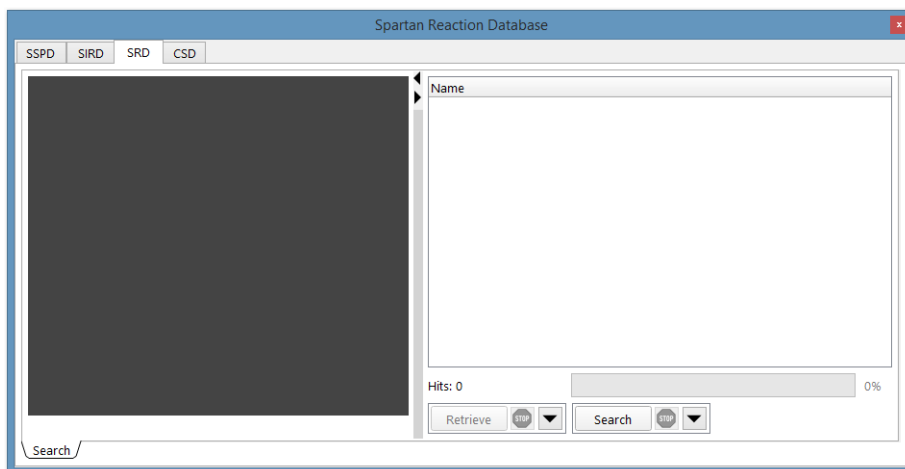 Spartan Reaction Database
x
SSPD SIRD SRD CSD
Name
Hits: 0 0%
Retrieve STOP Search STOP
Search